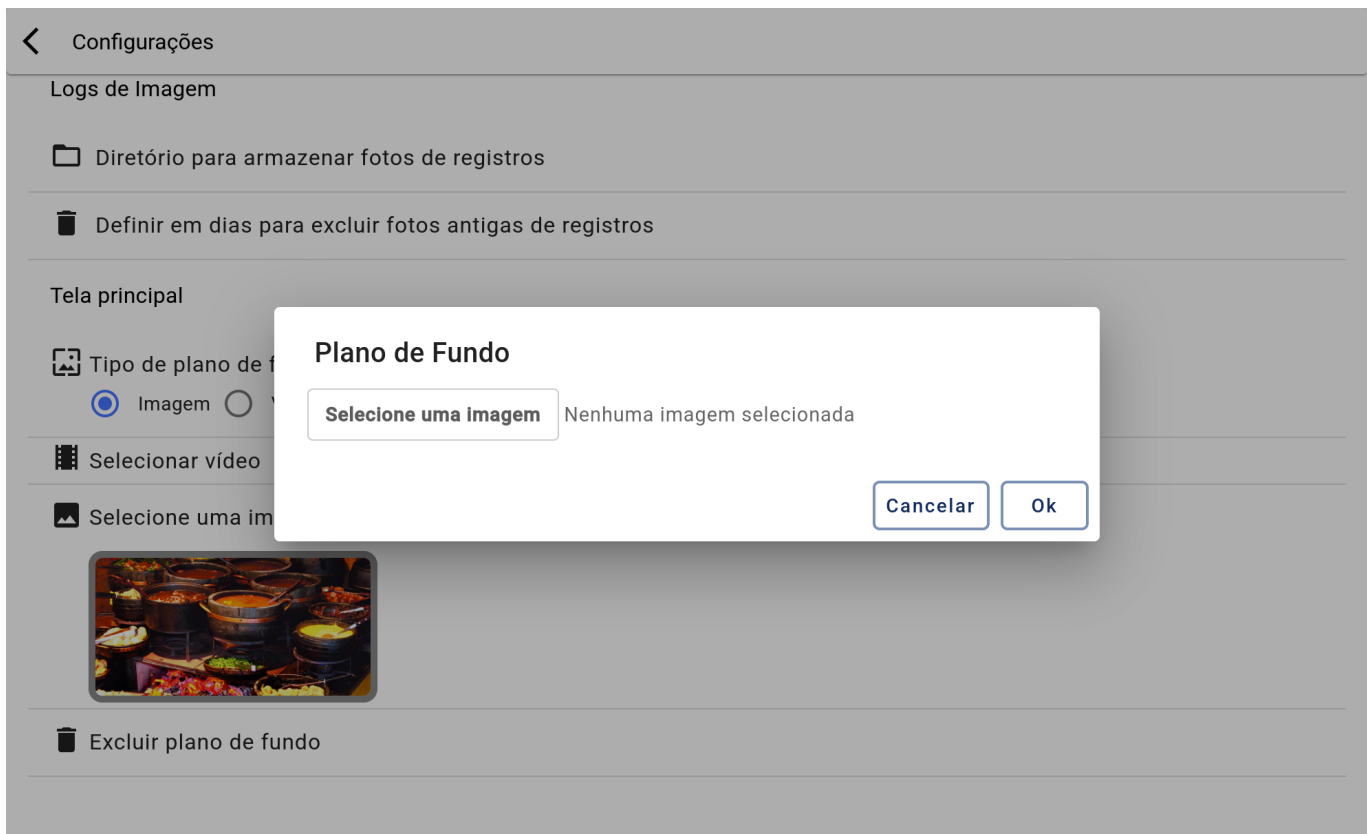 Configurações
Logs de Imagem
Diretório para armazenar fotos de registros
Definir em dias para excluir fotos antigas de registros
Tela principal
Tipo de plano de
Imagem
Plano de Fundo
Selecione uma imagem Nenhuma imagem selecionada
Cancelar Ok
Selecionar vídeo
Selecione uma im
Excluir plano de fundo